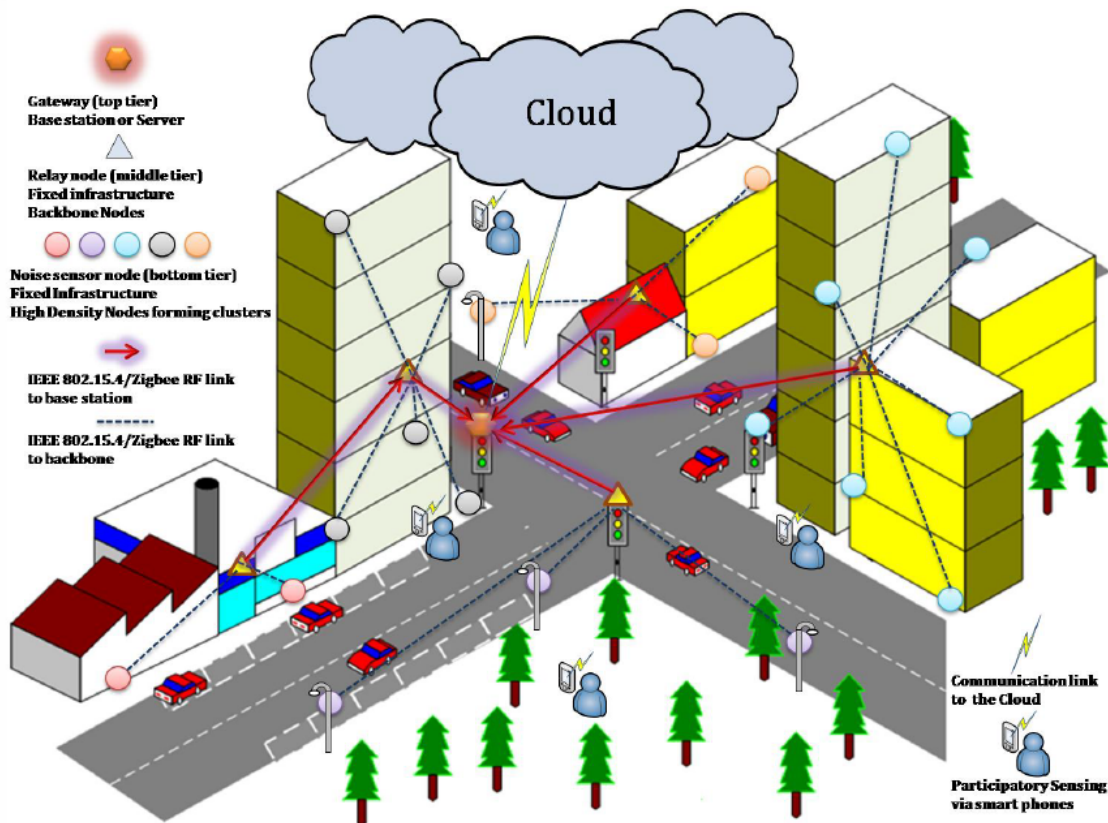 Cloud
Gateway (top tier)
Base station or Server
Relay node (middle tier)
Fixed infrastructure
Backbone Nodes
Noise sensor node (bottom tier)
Fixed Infrastructure
High Density Nodes forming clusters
IEEE 802.15.4/Zigbee RF link
to base station
IEEE 802.15.4/Zigbee RF link
to backbone
Communication link
to the Cloud
Participatory Sensing
via smart phones